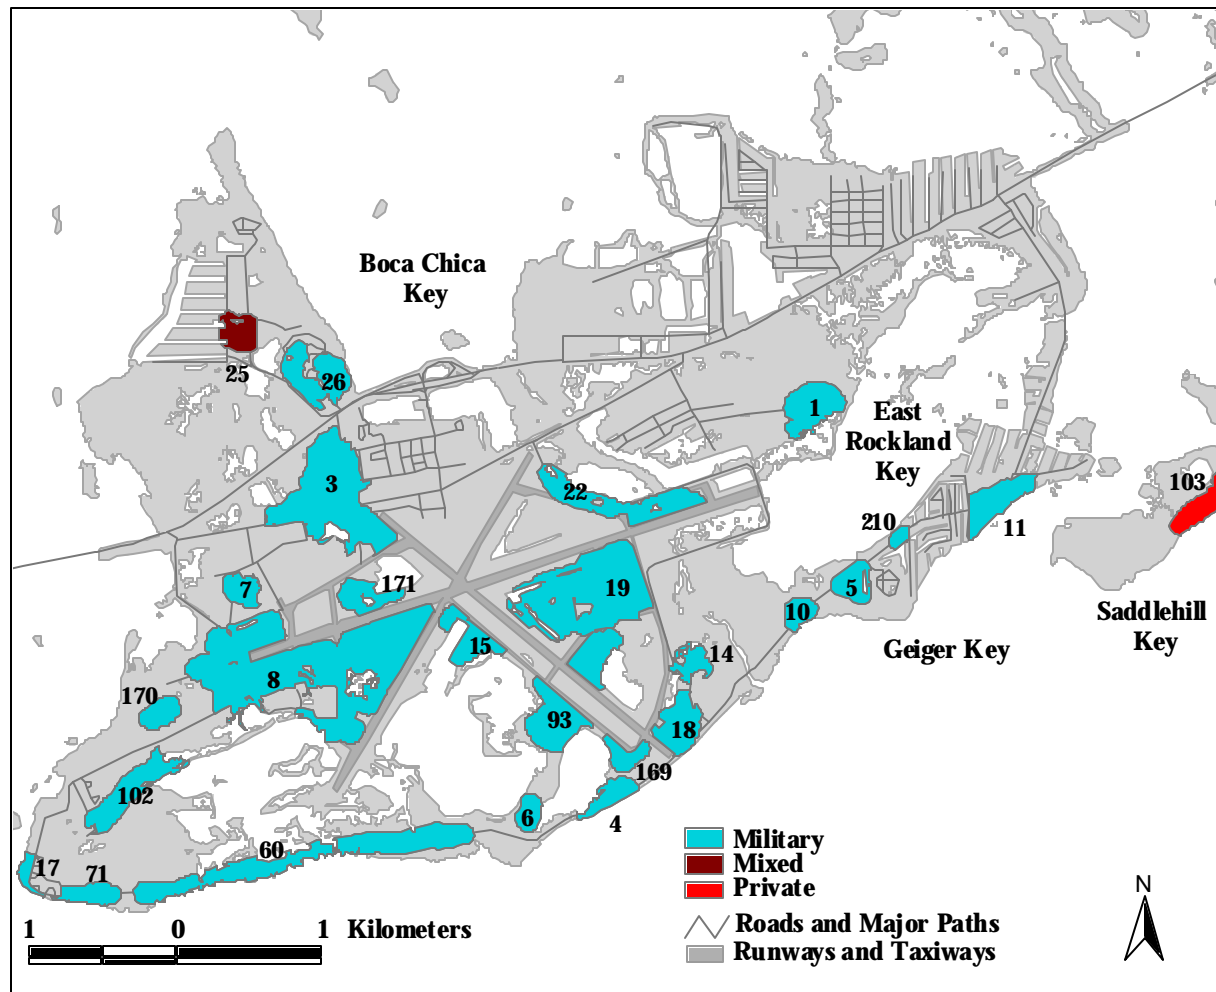 Boca Chica
Key
25
26
1
East
Rockland
Key
3
22
103
210
11
7
171
19
5
10
Saddlehill
Key
15
14
Geiger Key
8
170
93
18
169
102
6
4
60
17
71
Military
Mixed
Private
Roads and Major Paths
Runways and Taxiways
1 0 1 Kilometers
N